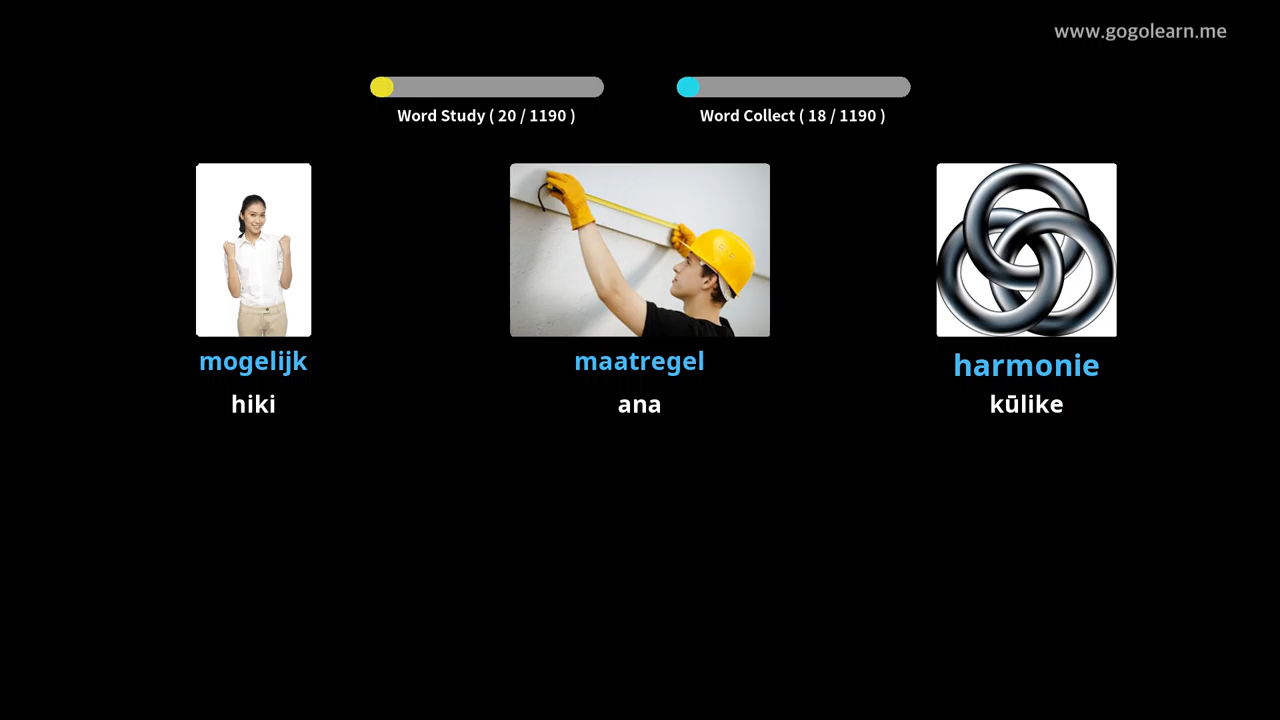 www.gogolearn.me
Word Study ( 20 / 1190 )
Word Collect ( 18 / 1190 )
mogelijk
maatregel
harmonie
hiki
ana
kūlike